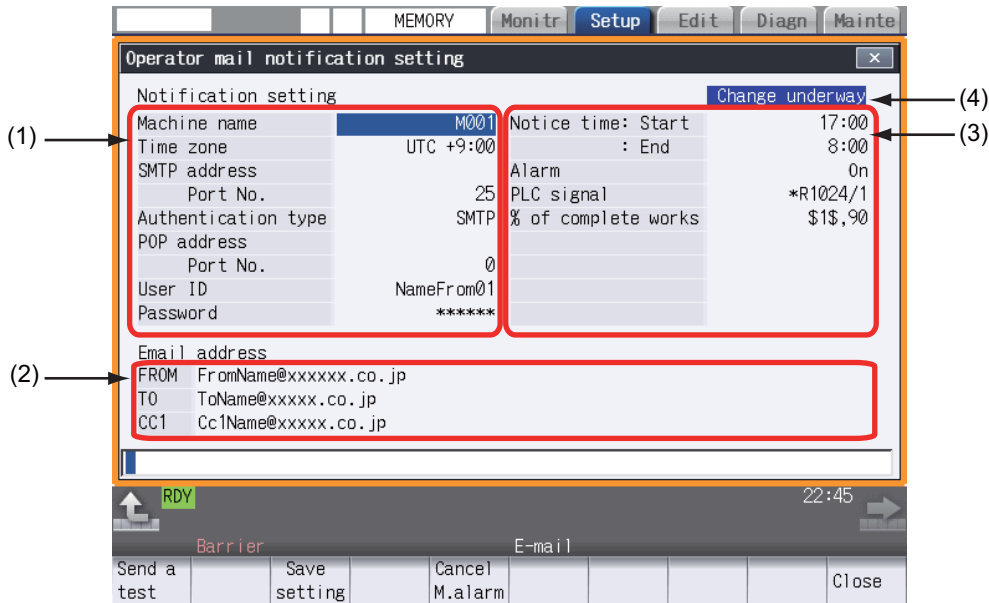 MEMORY Monitr Setup Edit Diagn Mainte
Operator mail notification setting ×
Notification setting Change underway (4)
(1) (3)
Machine name M001
Time zone UTC +9:00
SMTP address
Port No. 25
Authentication type SMTP
POP address
Port No. 0
User ID NameFrom01
Password ******
Notice time: Start 17:00
: End 8:00
Alarm On
PLC signal *R1024/1
% of complete works $1$,90
Email address
(2)
FROM FromName@xxxxxx.co.jp
TO ToName@xxxxx.co.jp
CC1 Cc1Name@xxxxx.co.jp
RDY 22:45
Barrier E-mail
Send a test
Save setting
Cancel M.alarm
Close